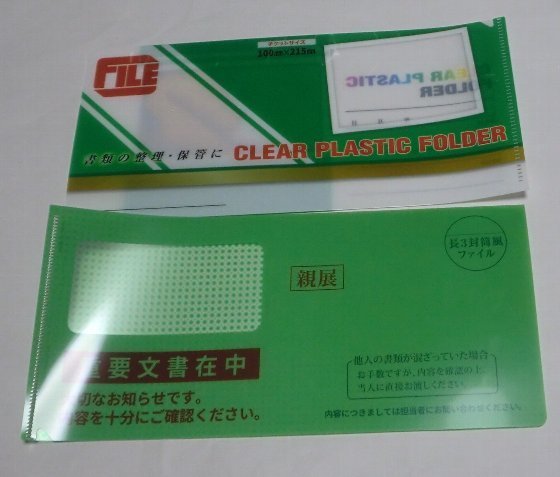 FILE
チケットサイズ
100mm×215mm
CLEAR PLASTIC
FOLDER
書類の整理・保管に CLEAR PLASTIC FOLDER
長3封筒風
ファイル
親展
重要文書在中
切なお知らせです。
容を十分にご確認ください。
他人の書類が混ざっていた場合
お手数ですが、内容を確認の上、
当人に直接お渡しください。
内容につきましては担当者にお問い合わせください。